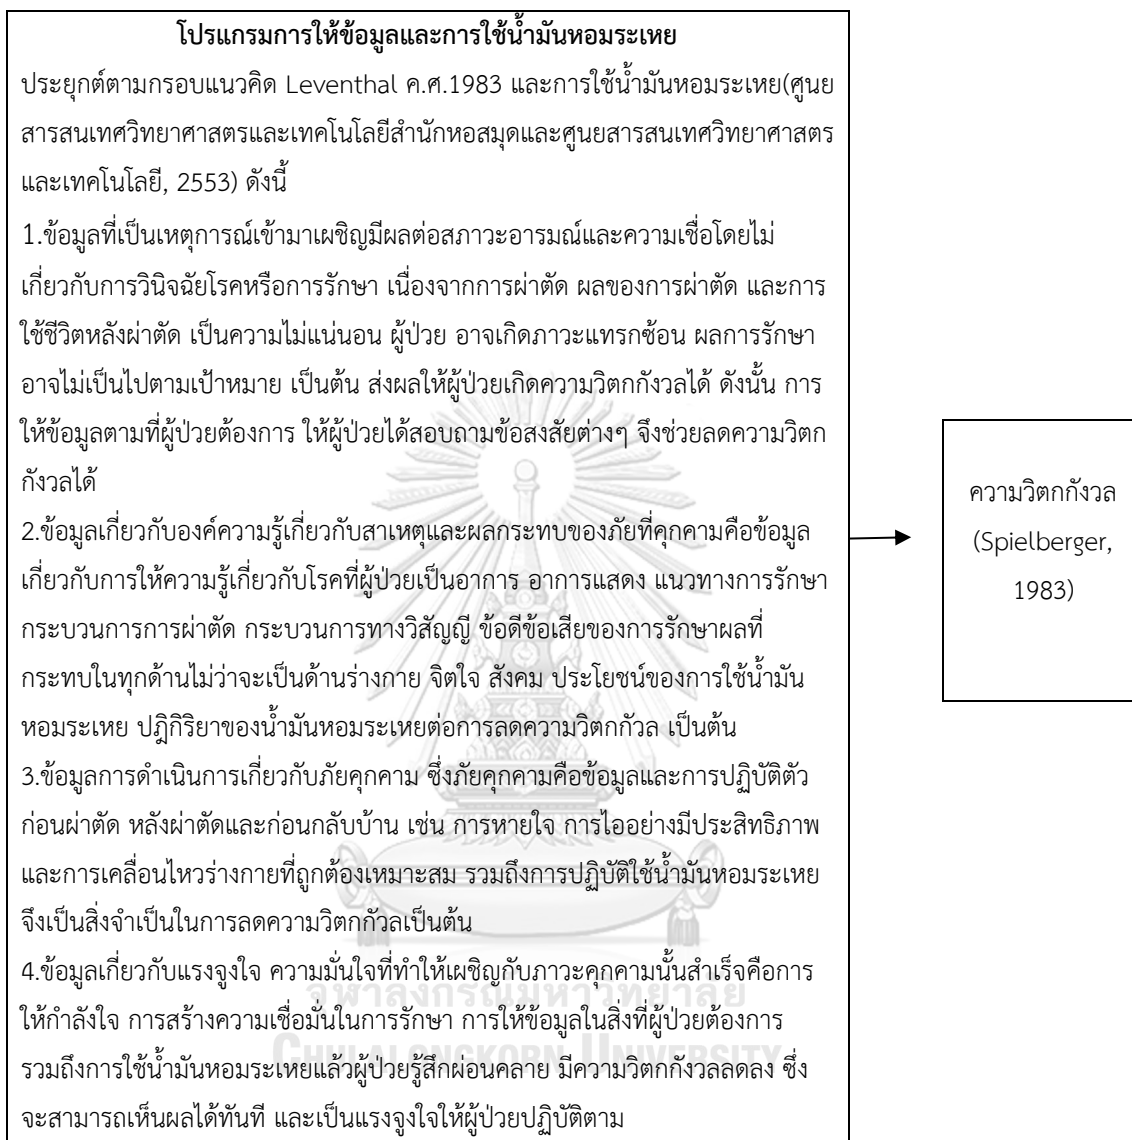 โปรแกรมการให้ข้อมูลและการใช้น้ำมันหอมระเหย
ประยุกต์ตามกรอบแนวคิด Leventhal ค.ศ.1983 และการใช้น้ำมันหอมระเหย(ศูนย
สารสนเทศวิทยาศาสตรและเทคโนโลยีสำนักหอสมุดและศูนยสารสนเทศวิทยาศาสตร
และเทคโนโลยี, 2553) ดังนี้
1.ข้อมูลที่เป็นเหตุการณ์เข้ามาเผชิญมีผลต่อสภาวะอารมณ์และความเชื่อโดยไม่
เกี่ยวกับการวินิจฉัยโรคหรือการรักษา เนื่องจากการผ่าตัด ผลของการผ่าตัด และการ
ใช้ชีวิตหลังผ่าตัด เป็นความไม่แน่นอน ผู้ป่วย อาจเกิดภาวะแทรกซ้อน ผลการรักษา
อาจไม่เป็นไปตามเป้าหมาย เป็นต้น ส่งผลให้ผู้ป่วยเกิดความวิตกกังวลได้ ดังนั้น การ
ให้ข้อมูลตามที่ผู้ป่วยต้องการ ให้ผู้ป่วยได้สอบถามข้อสงสัยต่างๆ จึงช่วยลดความวิตก
กังวลได้
2.ข้อมูลเกี่ยวกับองค์ความรู้เกี่ยวกับสาเหตุและผลกระทบของภัยที่คุกคามคือข้อมูล
เกี่ยวกับการให้ความรู้เกี่ยวกับโรคที่ผู้ป่วยเป็นอาการ อาการแสดง แนวทางการรักษา
กระบวนการการผ่าตัด กระบวนการทางวิสัญญี ข้อดีข้อเสียของการรักษาผลที่
กระทบในทุกด้านไม่ว่าจะเป็นด้านร่างกาย จิตใจ สังคม ประโยชน์ของการใช้น้ำมัน
หอมระเหย ปฎิกิริยาของน้ำมันหอมระเหยต่อการลดความวิตกกัวล เป็นต้น
3.ข้อมูลการดำเนินการเกี่ยวกับภัยคุกคาม ซึ่งภัยคุกคามคือข้อมูลและการปฏิบัติตัว
ก่อนผ่าตัด หลังผ่าตัดและก่อนกลับบ้าน เช่น การหายใจ การไออย่างมีประสิทธิภาพ
และการเคลื่อนไหวร่างกายที่ถูกต้องเหมาะสม รวมถึงการปฏิบัติใช้น้ำมันหอมระเหย
จึงเป็นสิ่งจำเป็นในการลดความวิตกกัวลเป็นต้น
4.ข้อมูลเกี่ยวกับแรงจูงใจ ความมั่นใจที่ทำให้เผชิญกับภาวะคุกคามนั้นสำเร็จคือการ
ให้กำลังใจ การสร้างความเชื่อมั่นในการรักษา การให้ข้อมูลในสิ่งที่ผู้ป่วยต้องการ
รวมถึงการใช้น้ำมันหอมระเหยแล้วผู้ป่วยรู้สึกผ่อนคลาย มีความวิตกกังวลลดลง ซึ่ง
จะสามารถเห็นผลได้ทันที และเป็นแรงจูงใจให้ผู้ป่วยปฏิบัติตาม
ความวิตกกังวล
(Spielberger,
1983)
จุฬาลงกรณ์มหาวิทยาลัย
CHULALONGKORN UNIVERSITY